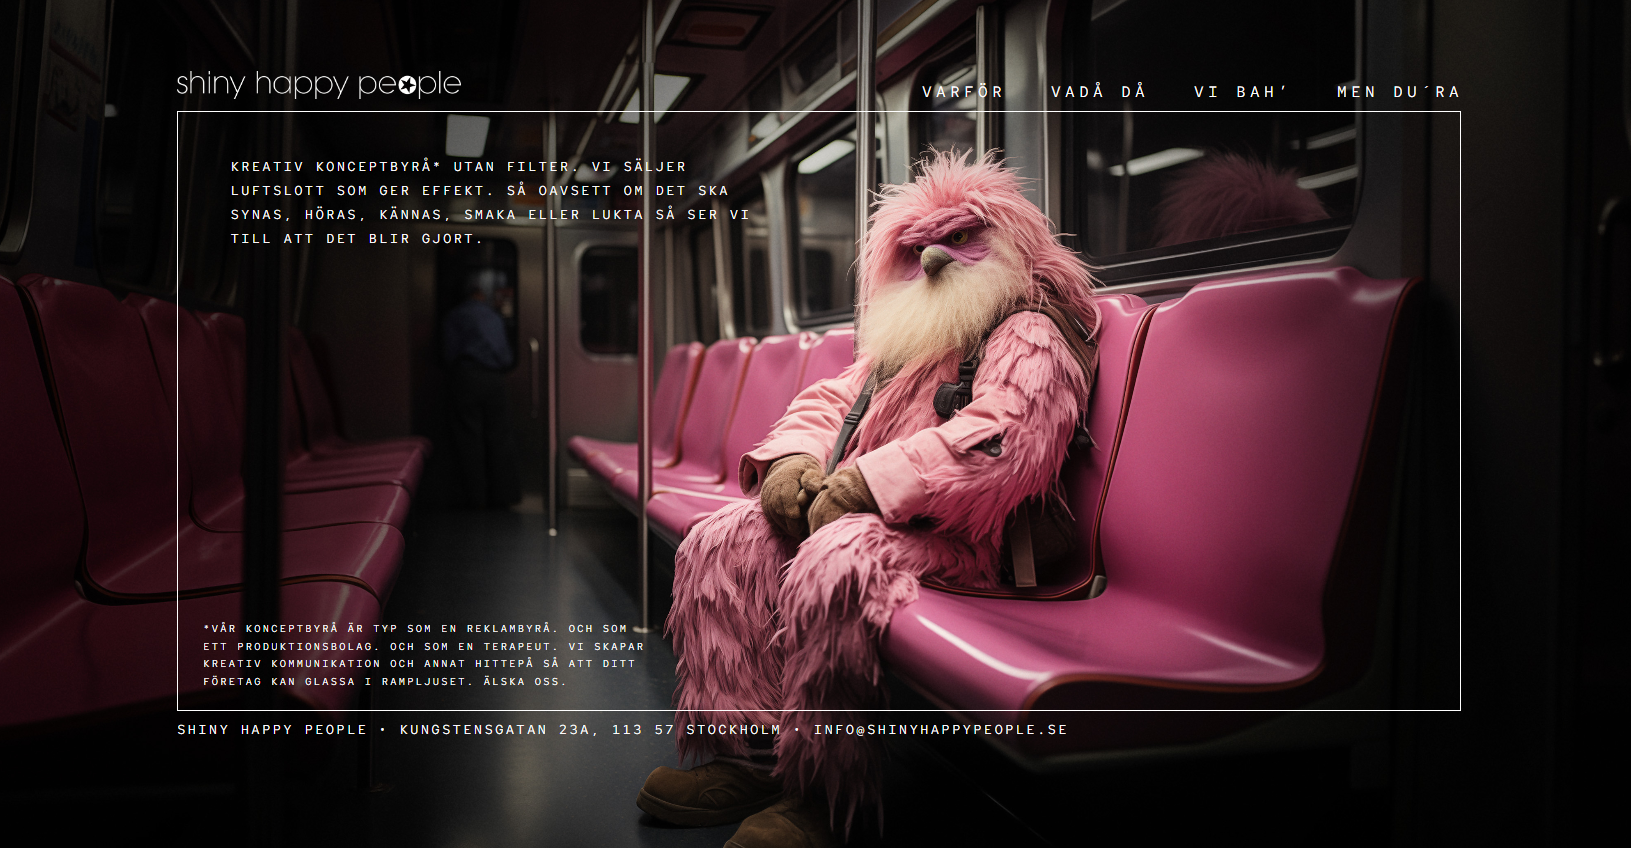 shiny happy people
VARFÖR VADÅ DÅ VI BAH’ MEN DU´RA
KREATIV KONCEPTBYRÅ* UTAN FILTER. VI SÄLJER
LUFTSLOTT SOM GER EFFEKT. SÅ OAVSETT OM DET SKA
SYNAS, HÖRAS, KÄNNAS, SMAKA ELLER LUKTA SÅ SER VI
TILL ATT DET BLIR GJORT.
*VÅR KONCEPTBYRÅ ÄR TYP SOM EN REKLAMBYRÅ. OCH SOM
ETT PRODUKTIONSBOLAG. OCH SOM EN TERAPEUT. VI SKAPAR
KREATIV KOMMUNIKATION OCH ANNAT HITTEPÅ SÅ ATT DITT
FÖRETAG KAN GLASSA I RAMPLJUSET. ÄLSKA OSS.
SHINY HAPPY PEOPLE • KUNGSTENSGATAN 23A, 113 57 STOCKHOLM • INFO@SHINYHAPPYPEOPLE.SE